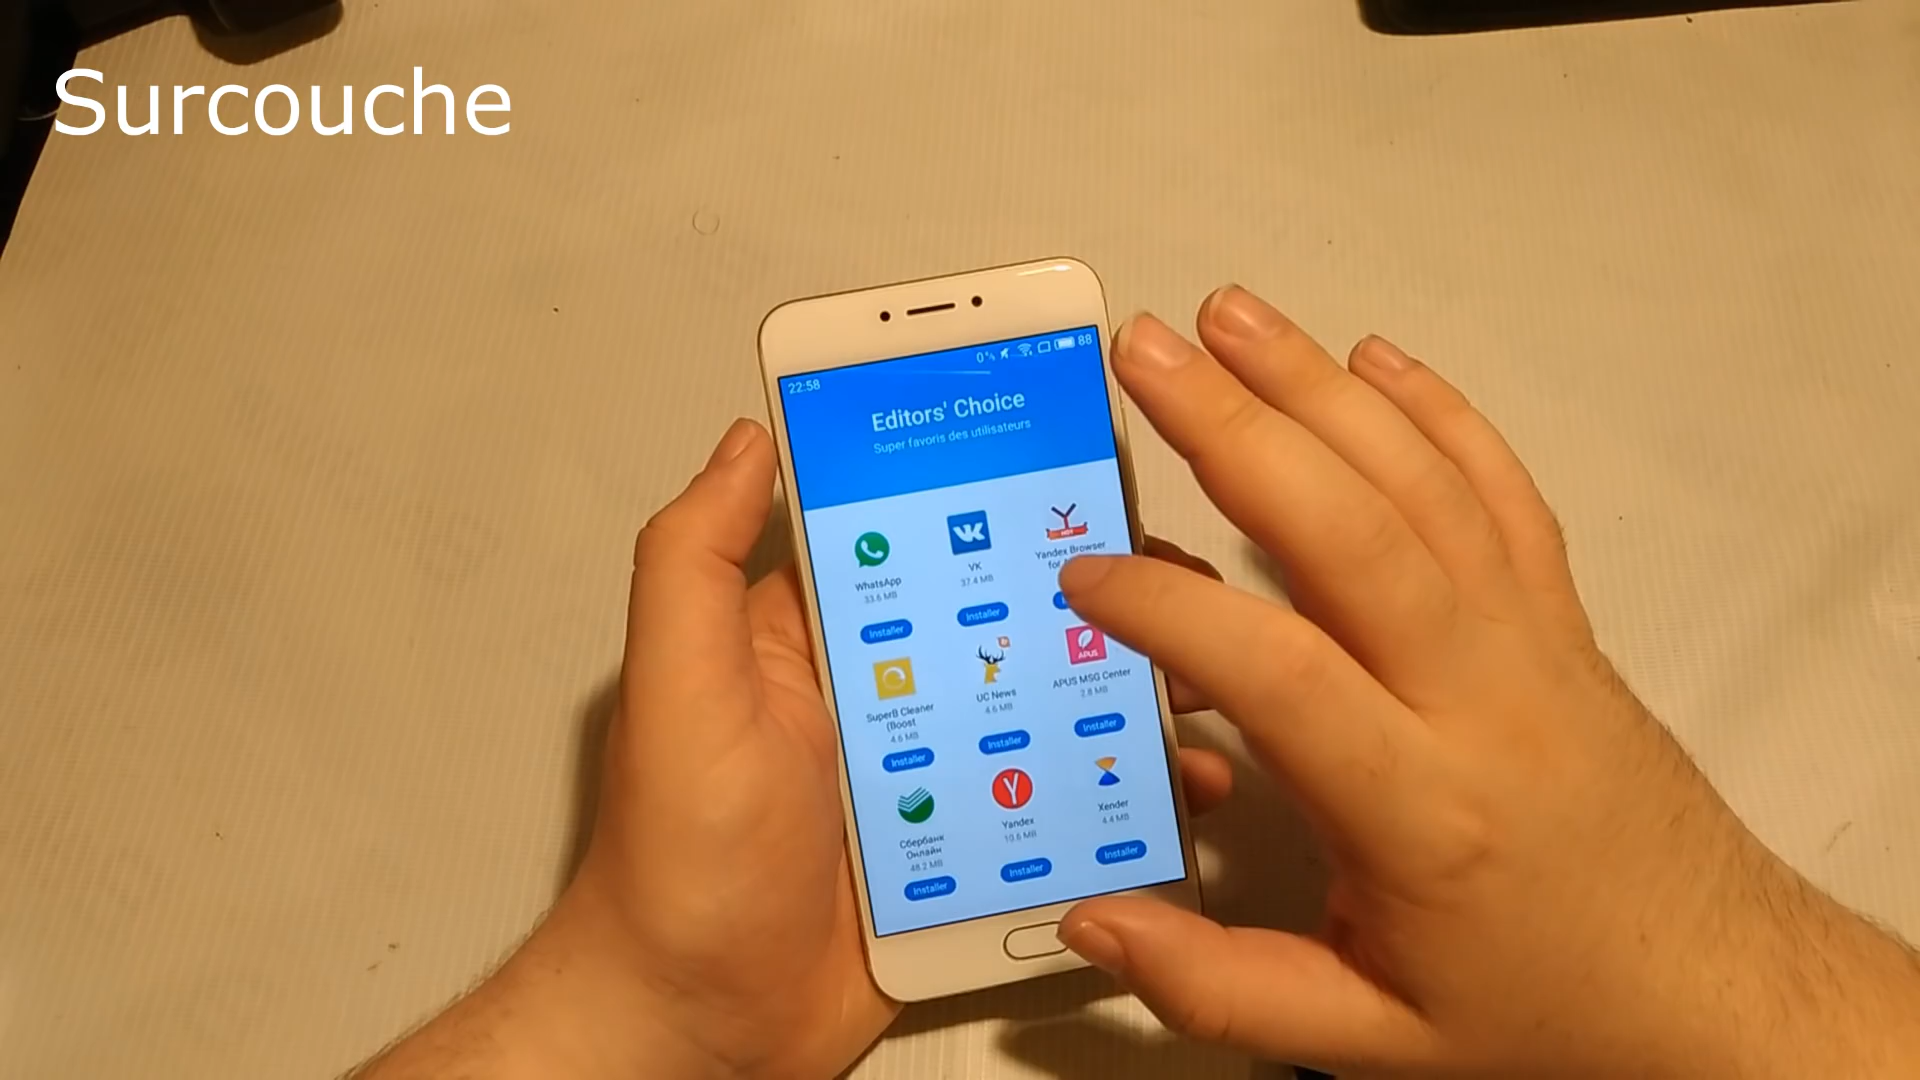 Surcouche
22:58
0
88
Editors' Choice
Super favoris des utilisateurs
WhatsApp
33.6 MB
Installer
VK
37.4 MB
Installer
HOT
Yandex Browser
SuperB Cleaner
(Boost
4.6 MB
Installer
UC News
4.6 MB
Installer
APUS
APUS MSG Center
2.8 MB
Installer
Сбербанк
Онлайн
48.2 MB
Installer
Yandex
10.6 MB
Installer
Xender
4.4 MB
Installer